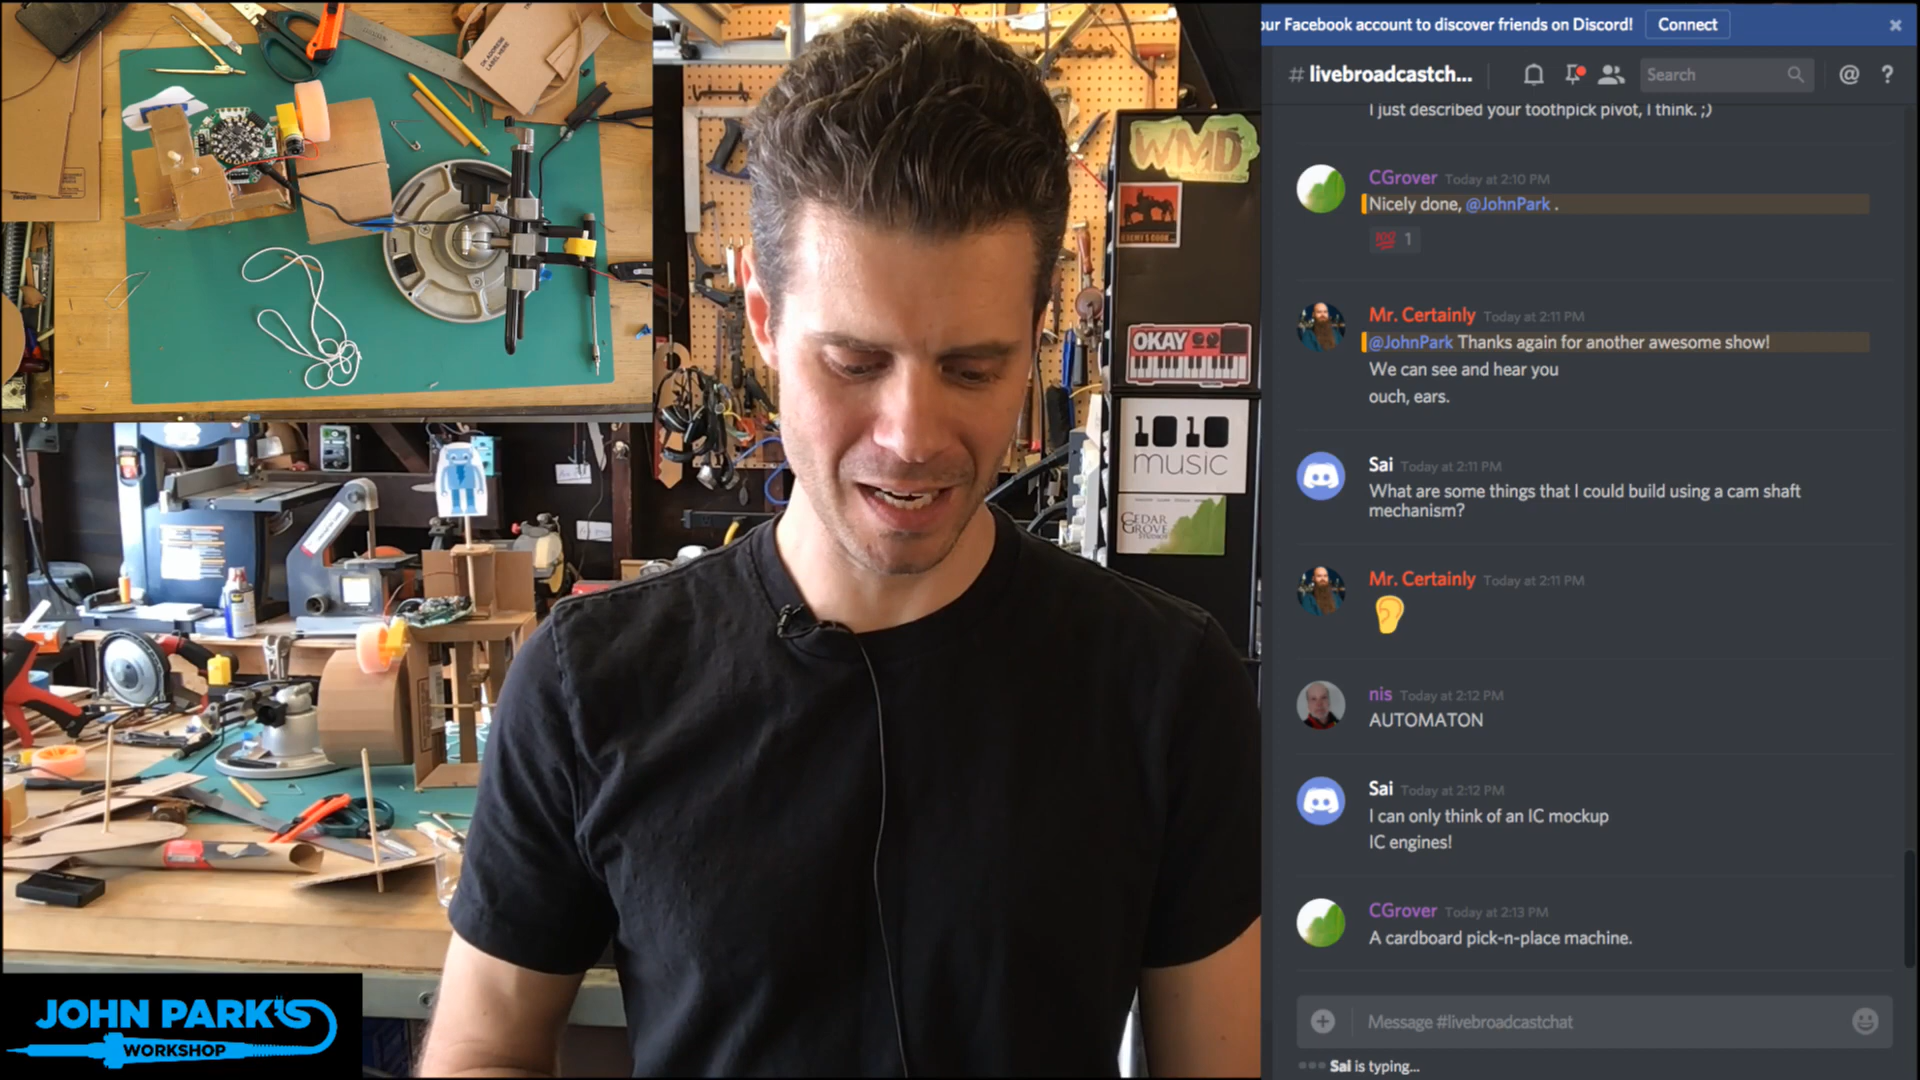 our Facebook account to discover friends on Discord!
Connect
# livebroadcastch...
Search
I just described your toothpick pivot, I think. ;)
CGrover Today at 2:10 PM
Nicely done, @JohnPark .
💯 1
Mr. Certainly Today at 2:11 PM
@JohnPark Thanks again for another awesome show!
We can see and hear you
ouch, ears.
Sai Today at 2:11 PM
What are some things that I could build using a cam shaft
mechanism?
Mr. Certainly Today at 2:11 PM
👂
nis Today at 2:12 PM
AUTOMATON
Sai Today at 2:12 PM
I can only think of an IC mockup
IC engines!
CGrover Today at 2:13 PM
A cardboard pick-n-place machine.
Message #livebroadcastchat
Sai is typing...
OR ADDRESS
LABEL HERE
WMD
OKAY
1010
music
CEDAR
GROVE
STUDIOS
JOHN PARK'S
WORKSHOP